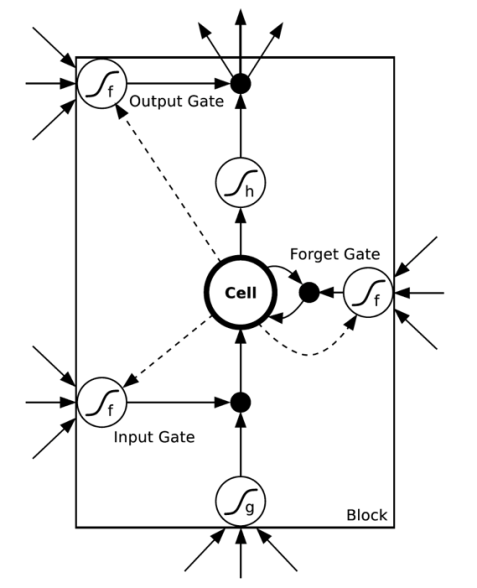 f
Output Gate
h
Forget Gate
Cell
f
f
Input Gate
g
Block